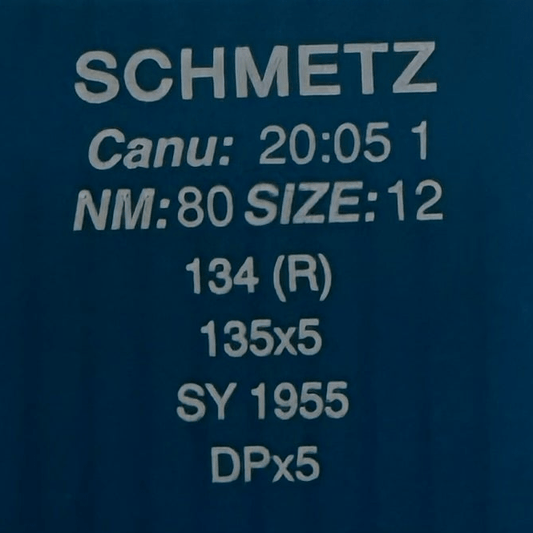 SCHMETZ
Canu: 20:05 1
NM:80 SIZE:12
134 (R)
135x5
SY 1955
DPx5